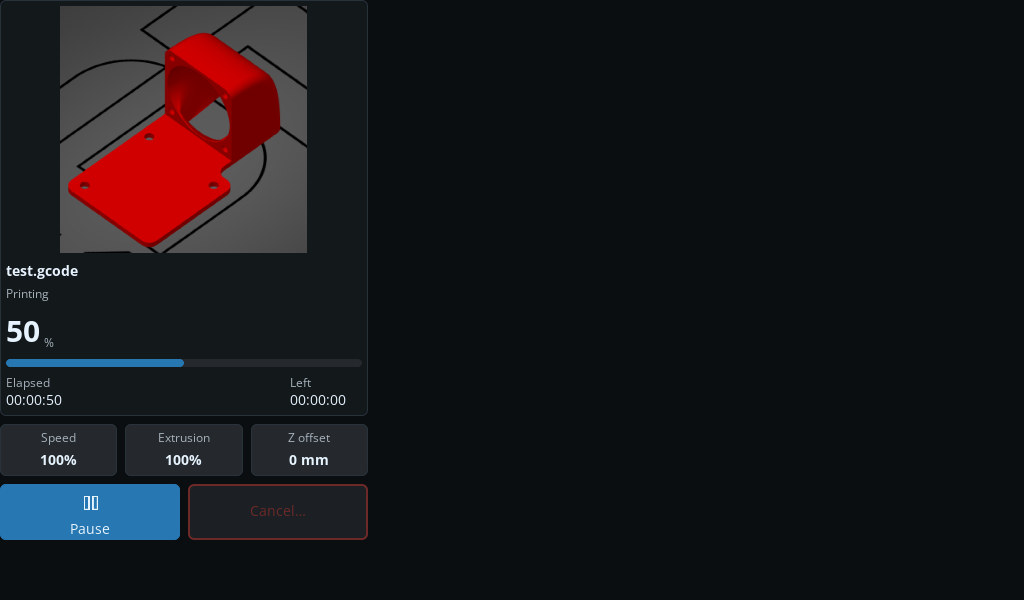 test.gcode
Printing
50 %
Elapsed
Left
00:00:50
00:00:00
Speed
Extrusion
Z offset
100%
100%
0 mm
Pause
Cancel...